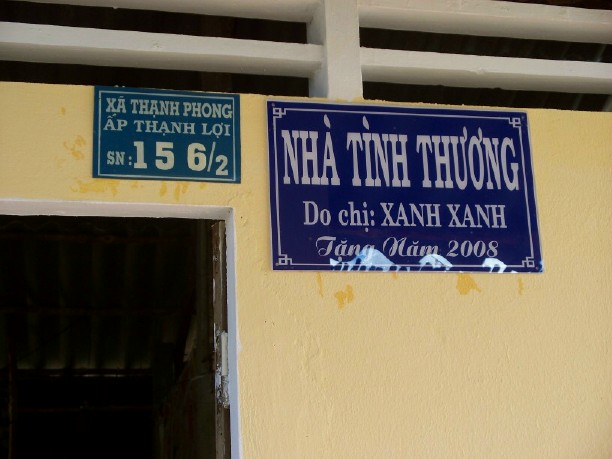 XÃ THẠNH PHONG
ẤP THẠNH LỢI
SN: 15 6/2
NHÀ TÌNH THƯƠNG
Do chị: XANH XANH
Tặng Năm 2008